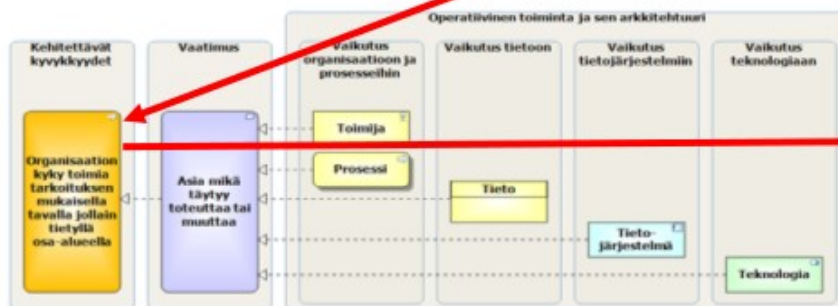 Operatiivinen toiminta ja sen arkkitehtuuri
Kehitettävät
kyvykkyydet
Vaatimus
Vaikutus
organisaatioon ja
prosesseihin
Vaikutus tietoon
Vaikutus
tietojärjestelmiin
Vaikutus
teknologiaan
Organisaation
kyky toimia
tarkoituksen
mukaisella
tavalla jollain
tietyllä
osa-alueella
Asia mikä
täytyy
toteuttaa tai
muuttaa
Toimija
Prosessi
Tieto
Tieto-
järjestelmä
Teknologia